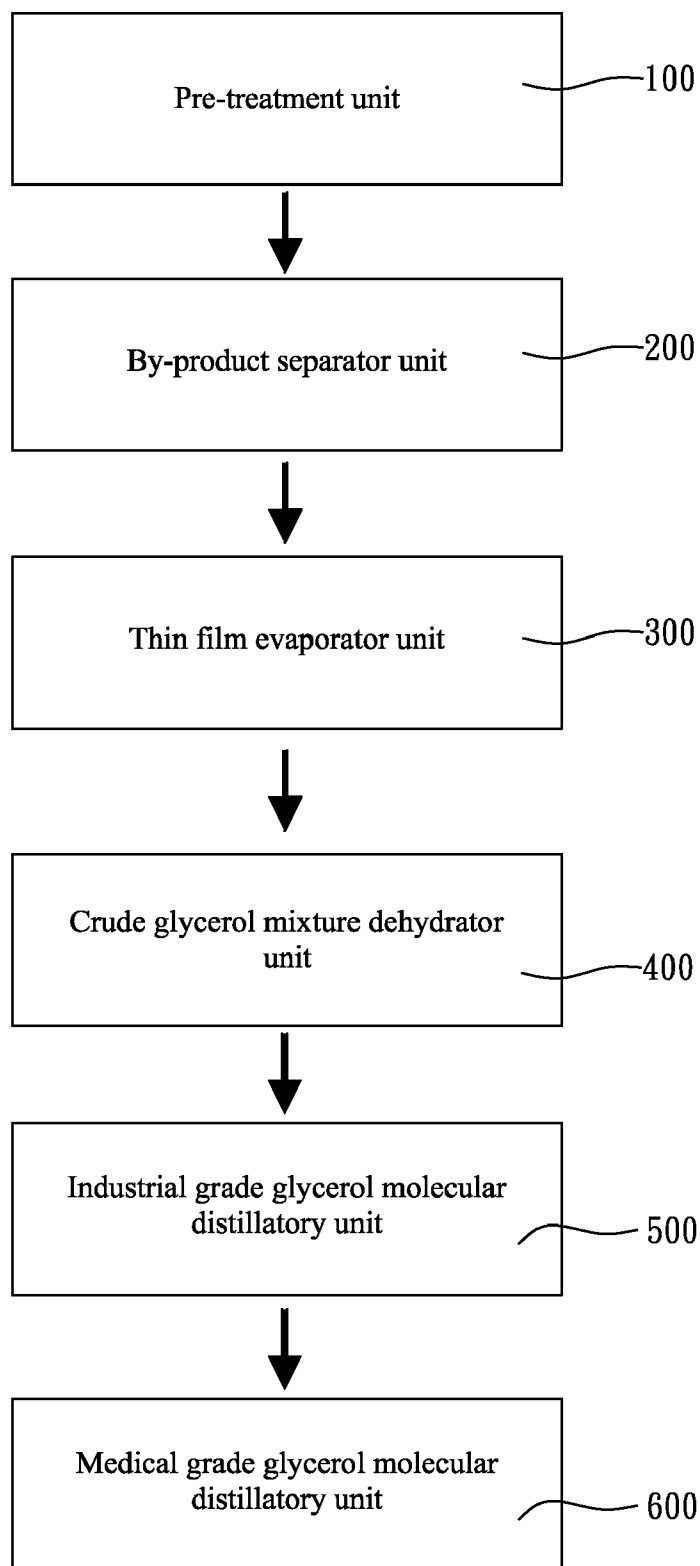 Pre-treatment unit
100
By-product separator unit
200
Thin film evaporator unit
300
Crude glycerol mixture dehydrator
unit
400
Industrial grade glycerol molecular
distillatory unit
500
Medical grade glycerol molecular
distillatory unit
600